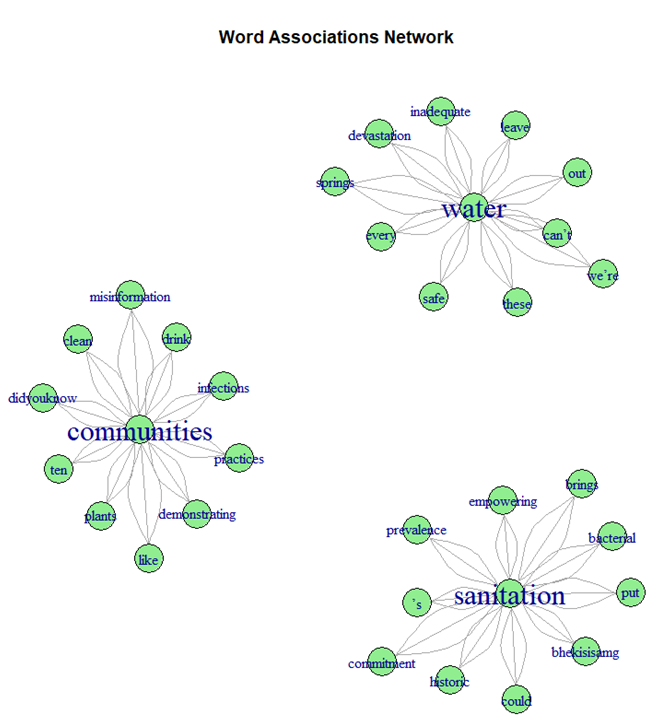 Word Associations Network
inadequate
leave
devastation
out
springs
water
every
can't
we're
safe
these
misinformation
clean
drink
infections
didyouknow
communities
practices
ten
plants
demonstrating
like
brings
empowering
prevalence
bacterial
put
sanitation
's
bhekisisamg
commitment
historic
could